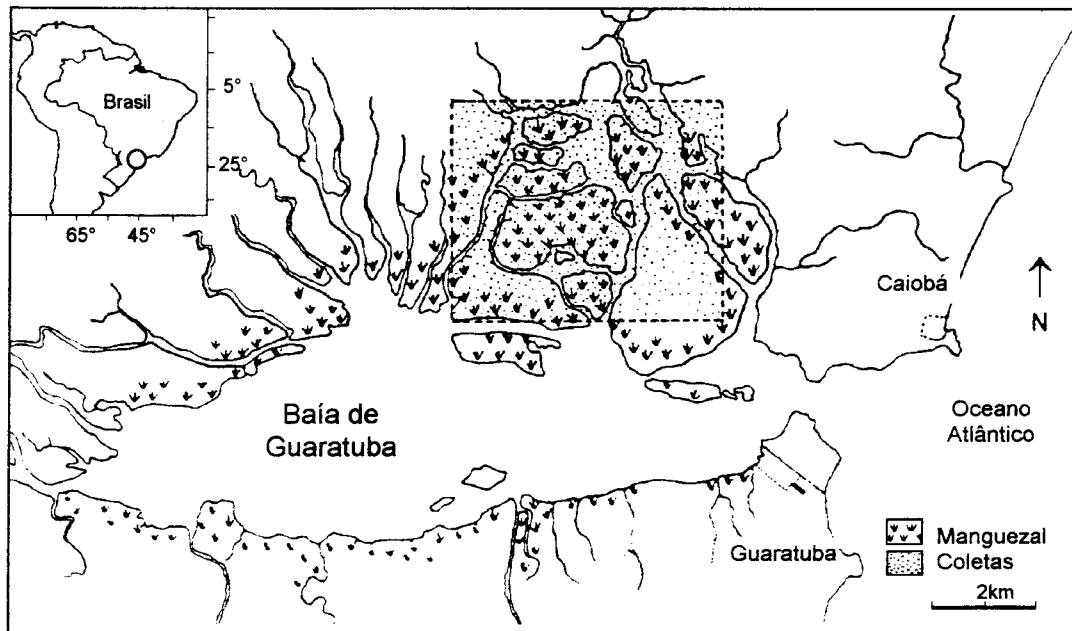 Brasil
5°
25°
65° 45°
Caiobá
N
Baía de
Guaratuba
Oceano
Atlântico
Guaratuba
Manguezal
Coletas
2km